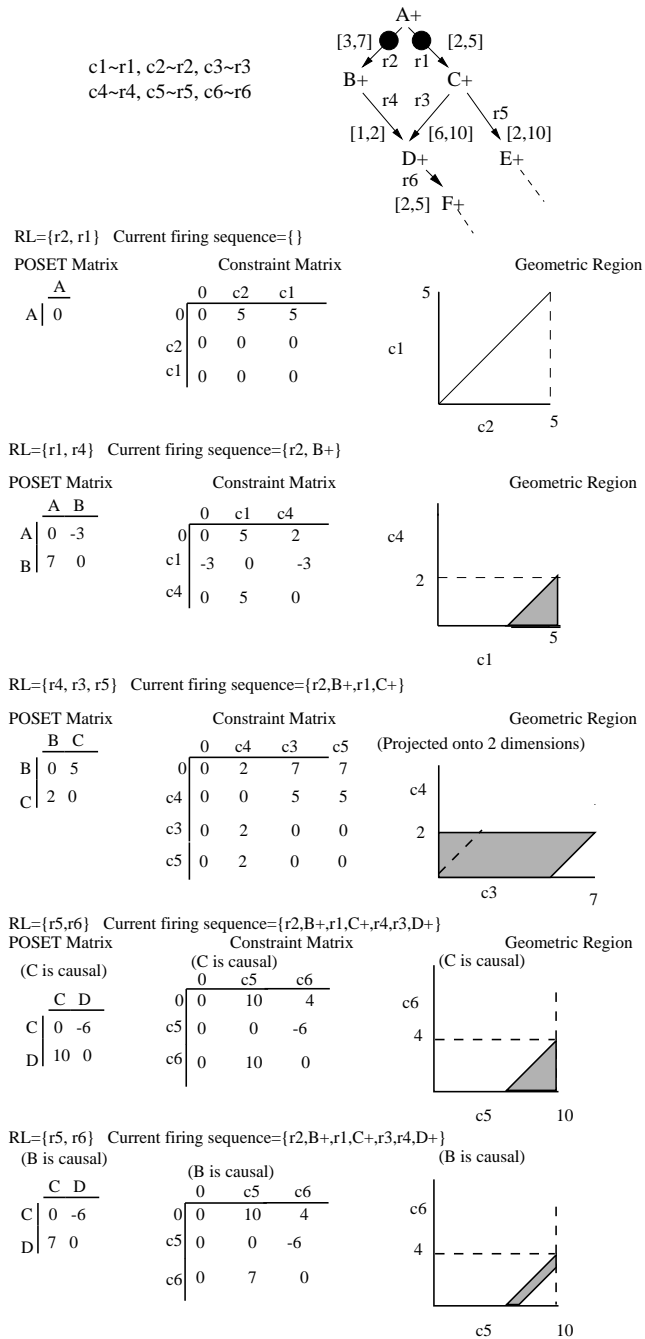 A+
[3,7] [2,5]
c1~r1, c2~r2, c3~r3
r2 r1
c4~r4, c5~r5, c6~r6
B+ C+
r4 r3 r5
[1,2] [6,10] [2,10]
D+ E+
r6
[2,5] F+
RL={r2, r1} Current firing sequence={}
POSET Matrix Constraint Matrix Geometric Region
A
A 0
0 c2 c1
0 0 5 5
c2 0 0 0
c1 0 0 0
5
c1
c2 5
RL={r1, r4} Current firing sequence={r2, B+}
POSET Matrix Constraint Matrix Geometric Region
A B
A 0 -3
B 7 0
0 c1 c4
0 0 5 2
c1 -3 0 -3
c4 0 5 0
c4
2
5
c1
RL={r4, r3, r5} Current firing sequence={r2,B+,r1,C+}
POSET Matrix Constraint Matrix Geometric Region
(Projected onto 2 dimensions)
B C
B 0 5
C 2 0
0 c4 c3 c5
0 0 2 7 7
c4 0 0 5 5
c3 0 2 0 0
c5 0 2 0 0
c4
2
c3
7
RL={r5,r6} Current firing sequence={r2,B+,r1,C+,r4,r3,D+}
POSET Matrix Constraint Matrix Geometric Region
(C is causal) (C is causal) (C is causal)
C D
C 0 -6
D 10 0
0 c5 c6
0 0 10 4
c5 0 0 -6
c6 0 10 0
c6
4
c5 10
RL={r5, r6} Current firing sequence={r2,B+,r1,C+,r3,r4,D+}
(B is causal) (B is causal) (B is causal)
C D
C 0 -6
D 7 0
0 c5 c6
0 0 10 4
c5 0 0 -6
c6 0 7 0
c6
4
c5 10